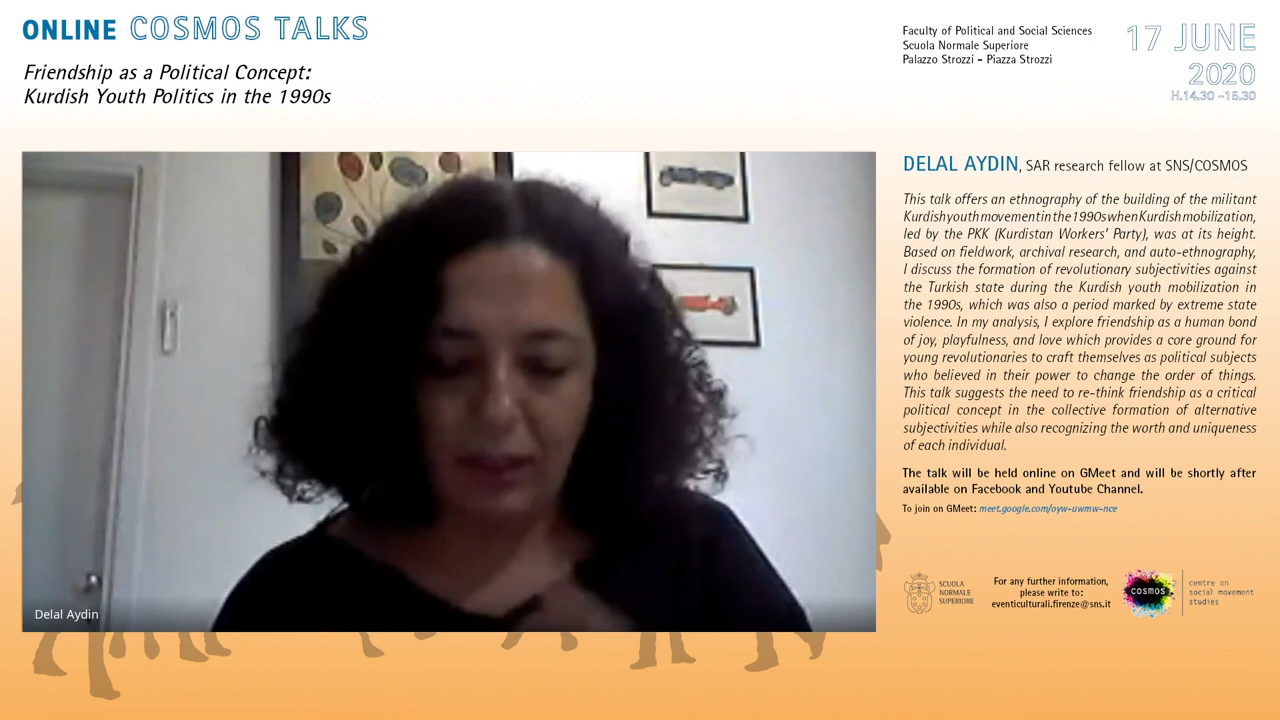 ONLINE COSMOS TALKS
Friendship as a Political Concept:
Kurdish Youth Politics in the 1990s
Faculty of Political and Social Sciences
Scuola Normale Superiore
Palazzo Strozzi - Piazza Strozzi
17 JUNE
2020
H.14.30 -15.30
DELAL AYDIN, SAR research fellow at SNS/COSMOS
This talk offers an ethnography of the building of the militant
Kurdish youth movement in the 1990s when Kurdish mobilization,
led by the PKK (Kurdistan Workers' Party), was at its height.
Based on fieldwork, archival research, and auto-ethnography,
I discuss the formation of revolutionary subjectivities against
the Turkish state during the Kurdish youth mobilization in
the 1990s, which was also a period marked by extreme state
violence. In my analysis, I explore friendship as a human bond
of joy, playfulness, and love which provides a core ground for
young revolutionaries to craft themselves as political subjects
who believed in their power to change the order of things.
This talk suggests the need to re-think friendship as a critical
political concept in the collective formation of alternative
subjectivities while also recognizing the worth and uniqueness
of each individual.
The talk will be held online on GMeet and will be shortly after
available on Facebook and Youtube Channel.
To join on GMeet: meet.google.com/oyw-uwmw-nce
SCUOLA
NORMALE
SUPERIORE
For any further information,
please write to:
eventiculturali.firenze@sns.it
cosmos
centre on
social movement
studies
Delal Aydin